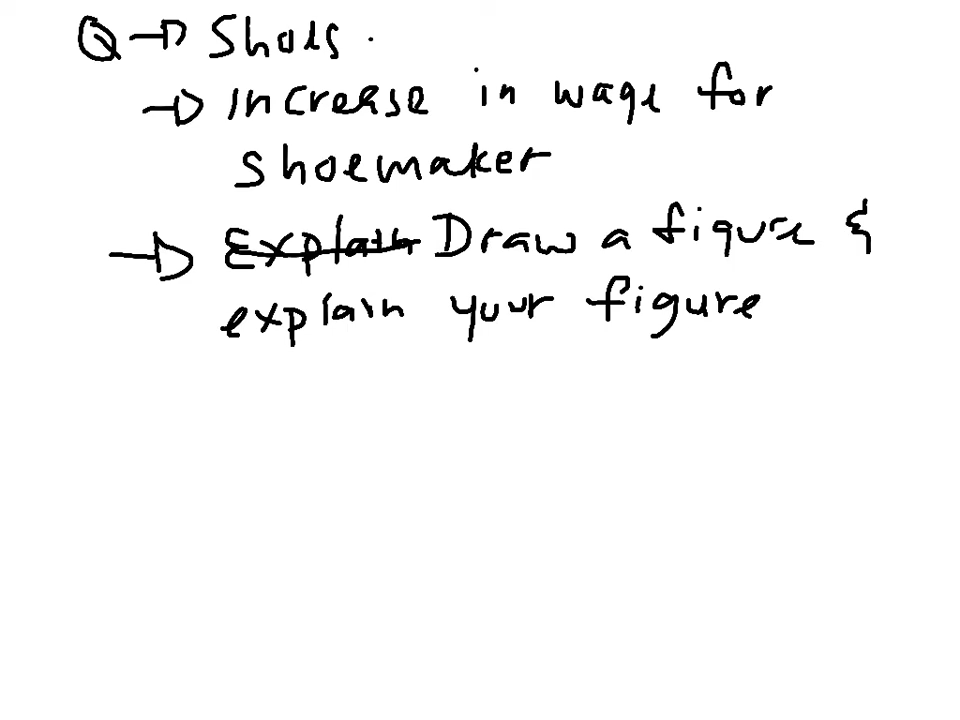 Q → Shoes.
→ increase in wage for
shoemaker
→ ~~Explain~~ Draw a figure &
explain your figure